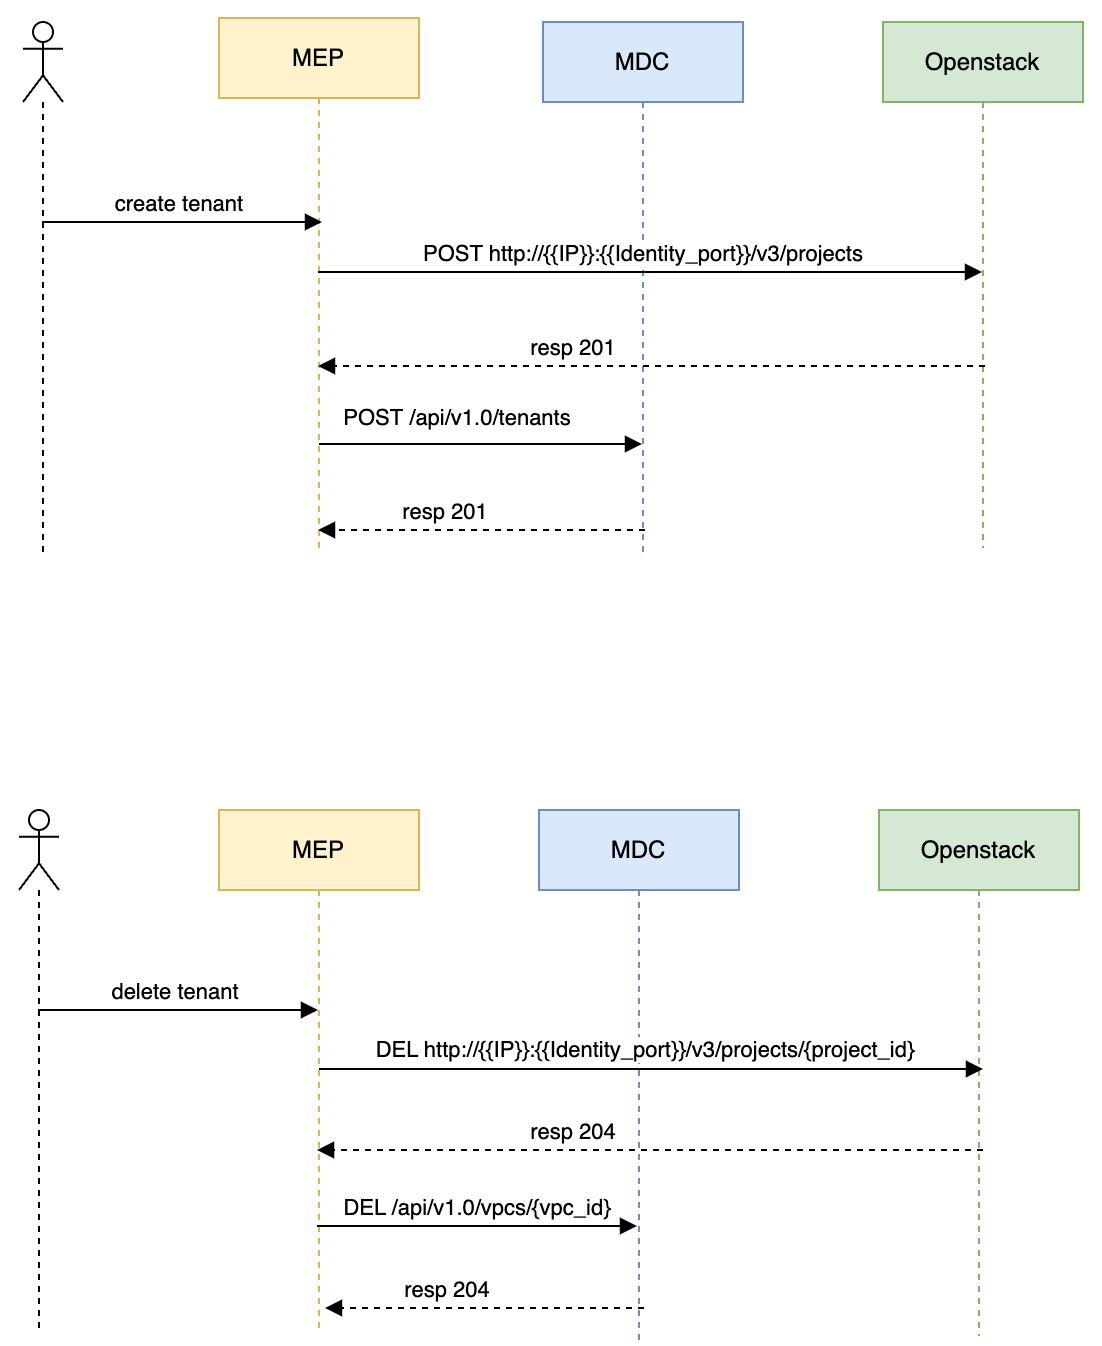 MEP
MDC
Openstack
create tenant
POST http://{{IP}}:{{Identity_port}}/v3/projects
resp 201
POST /api/v1.0/tenants
resp 201
MEP
MDC
Openstack
delete tenant
DEL http://{{IP}}:{{Identity_port}}/v3/projects/{project_id}
resp 204
DEL /api/v1.0/vpcs/{vpc_id}
resp 204